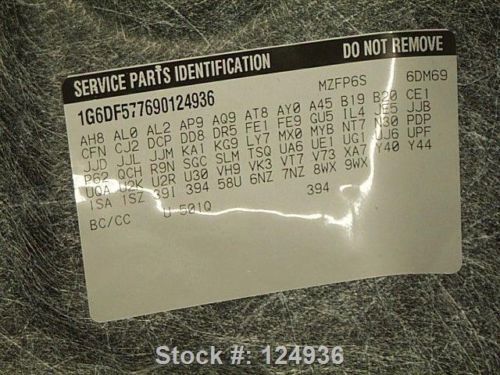 SERVICE PARTS IDENTIFICATION DO NOT REMOVE
1G6DF577690124936 MZFP6S 6DM69
AH8 AL0 AL2 AP9 AQ9 AT8 AY0 A45 B19 B20 CE1
CFN CJ2 DCP DD8 DR5 FE1 FE9 GU5 IL4 JE5 JJB
JJD JJL JJM KA1 KG9 LY7 MX0 MYB NT7 N30 PDP
P62 QCH R9N SGC SLM TSQ UA6 UE1 UG1 UJ6 UPF
UQA U2K U2R U30 VH9 VK3 VT7 V73 XA7 Y40 Y44
1SA 1SZ 39I 394 58U 6NZ 7NZ 8WX 9WX
394
BC/CC U 501Q
Stock #: 124936